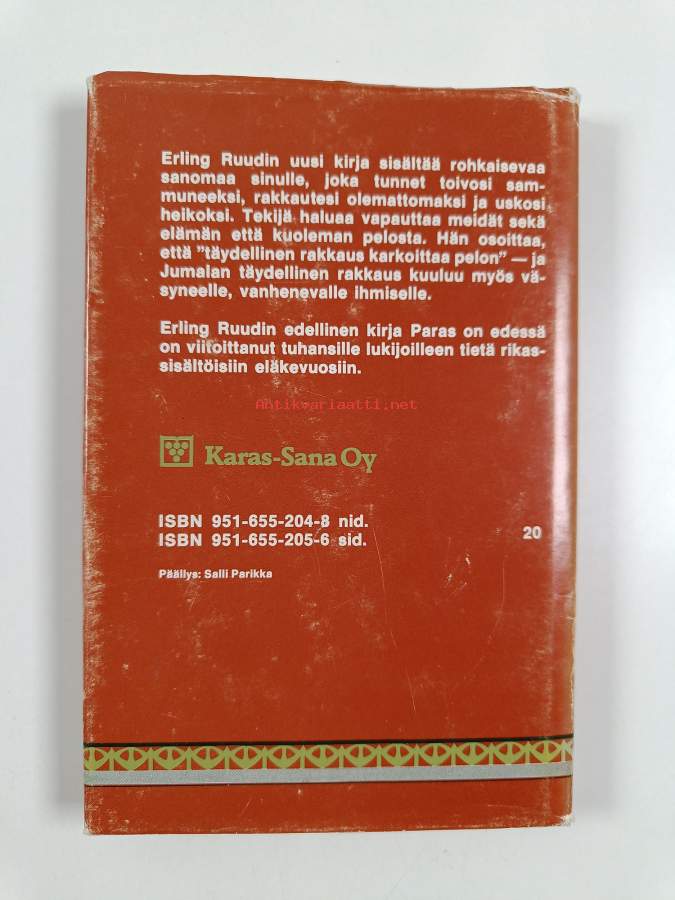 Erling Ruudin uusi kirja sisältää rohkaisevaa
sanomaa sinulle, joka tunnet toivosi sam-
muneeksi, rakkautesi olemattomaksi ja uskosi
heikoksi. Tekijä haluaa vapauttaa meidät sekä
elämän että kuoleman pelosta. Hän osoittaa,
että ”täydellinen rakkaus karkoittaa pelon” — ja
Jumalan täydellinen rakkaus kuuluu myös vä-
syneelle, vanhenevalle ihmiselle.
Erling Ruudin edellinen kirja Paras on edessä
on viitoittanut tuhansille lukijoilleen tietä rikas-
sisältöisiin eläkevuosiin.
Antikvariaatti.net
Karas-Sana Oy
ISBN 951-655-204-8 nid.
ISBN 951-655-205-6 sid.
20
Päällys: Salli Parikka